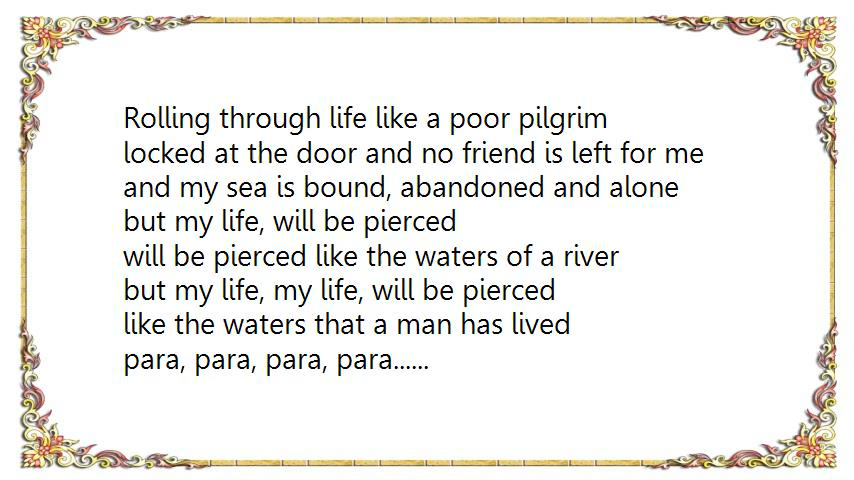 Rolling through life like a poor pilgrim
locked at the door and no friend is left for me
and my sea is bound, abandoned and alone
but my life, will be pierced
will be pierced like the waters of a river
but my life, my life, will be pierced
like the waters that a man has lived
para, para, para, para......